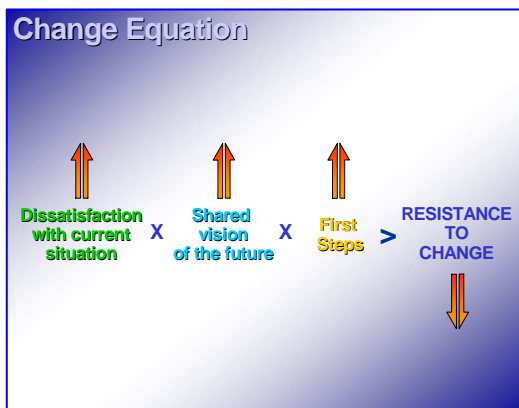 Change Equation
Dissatisfaction
with current
situation
X
Shared
vision
of the future
X
First
Steps
>
RESISTANCE
TO
CHANGE